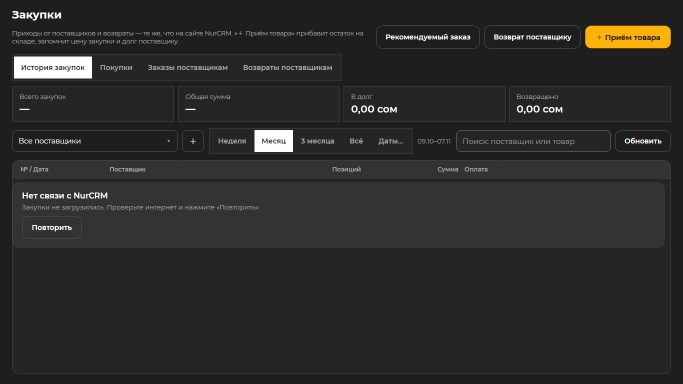 Закупки
Приходы от поставщиков и возвраты — те же, что на сайте NurCRM. «+ Приём товара» прибавит остаток на
складе, запомнит цену закупки и долг поставщику.
Рекомендуемый заказ
Возврат поставщику
+ Приём товара
История закупок
Покупки
Заказы поставщикам
Возвраты поставщикам
Всего закупок
—
Общая сумма
—
В долг
0,00 сом
Возвращено
0,00 сом
Все поставщики
+
Неделя
Месяц
3 месяца
Всё
Даты...
09.10–07.11
Поиск: поставщик или товар
Обновить
№ / Дата
Поставщик
Позиций
Сумма
Оплата
Нет связи с NurCRM
Закупки не загрузились. Проверьте интернет и нажмите «Повторить».
Повторить